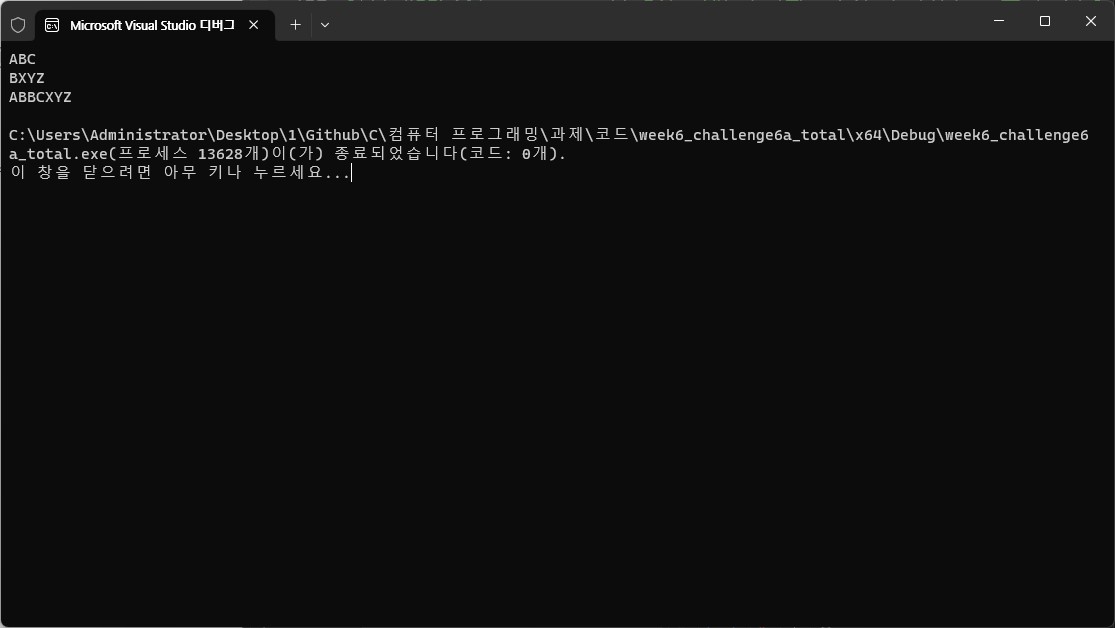 Microsoft Visual Studio 디버그
ABC
BXYZ
ABBCXYZ
C:\Users\Administrator\Desktop\1\Github\C\컴퓨터 프로그래밍\과제\코드\week6_challenge6a_total\x64\Debug\week6_challenge6
a_total.exe(프로세스 13628개)이(가) 종료되었습니다(코드: 0개).
이 창을 닫으려면 아무 키나 누르세요...